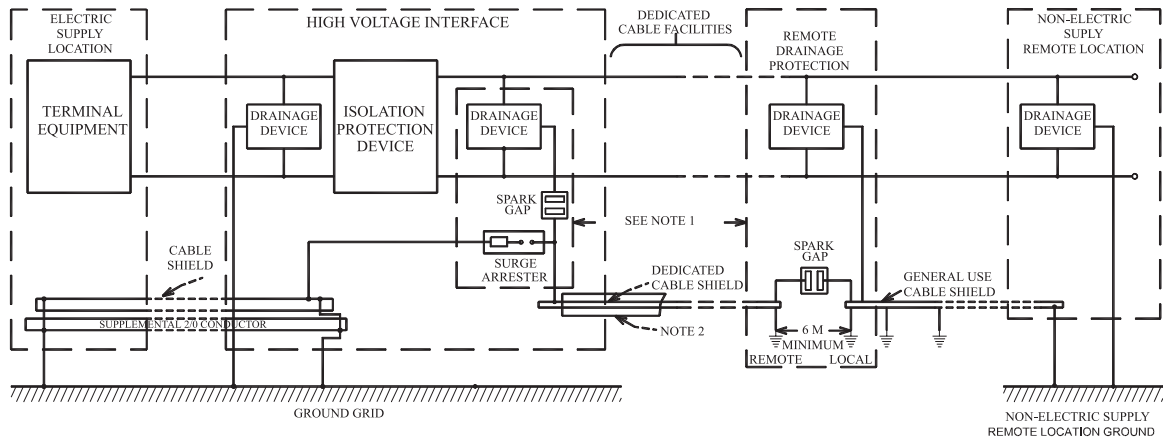 ELECTRIC
SUPPLY
LOCATION
HIGH VOLTAGE INTERFACE
DEDICATED
CABLE FACILITIES
REMOTE
DRAINAGE
PROTECTION
NON-ELECTRIC
SUPLY
REMOTE LOCATION
TERMINAL
EQUIPMENT
DRAINAGE
DEVICE
ISOLATION
PROTECTION
DEVICE
DRAINAGE
DEVICE
DRAINAGE
DEVICE
DRAINAGE
DEVICE
SPARK
GAP
SEE NOTE 1
CABLE
SHIELD
SURGE
ARRESTER
DEDICATED
CABLE SHIELD
SPARK
GAP
GENERAL USE
CABLE SHIELD
SUPPLEMENTAL 2/0 CONDUCTOR
NOTE 2
6 M
MINIMUM
REMOTE
LOCAL
GROUND GRID
NON-ELECTRIC SUPPLY
REMOTE LOCATION GROUND